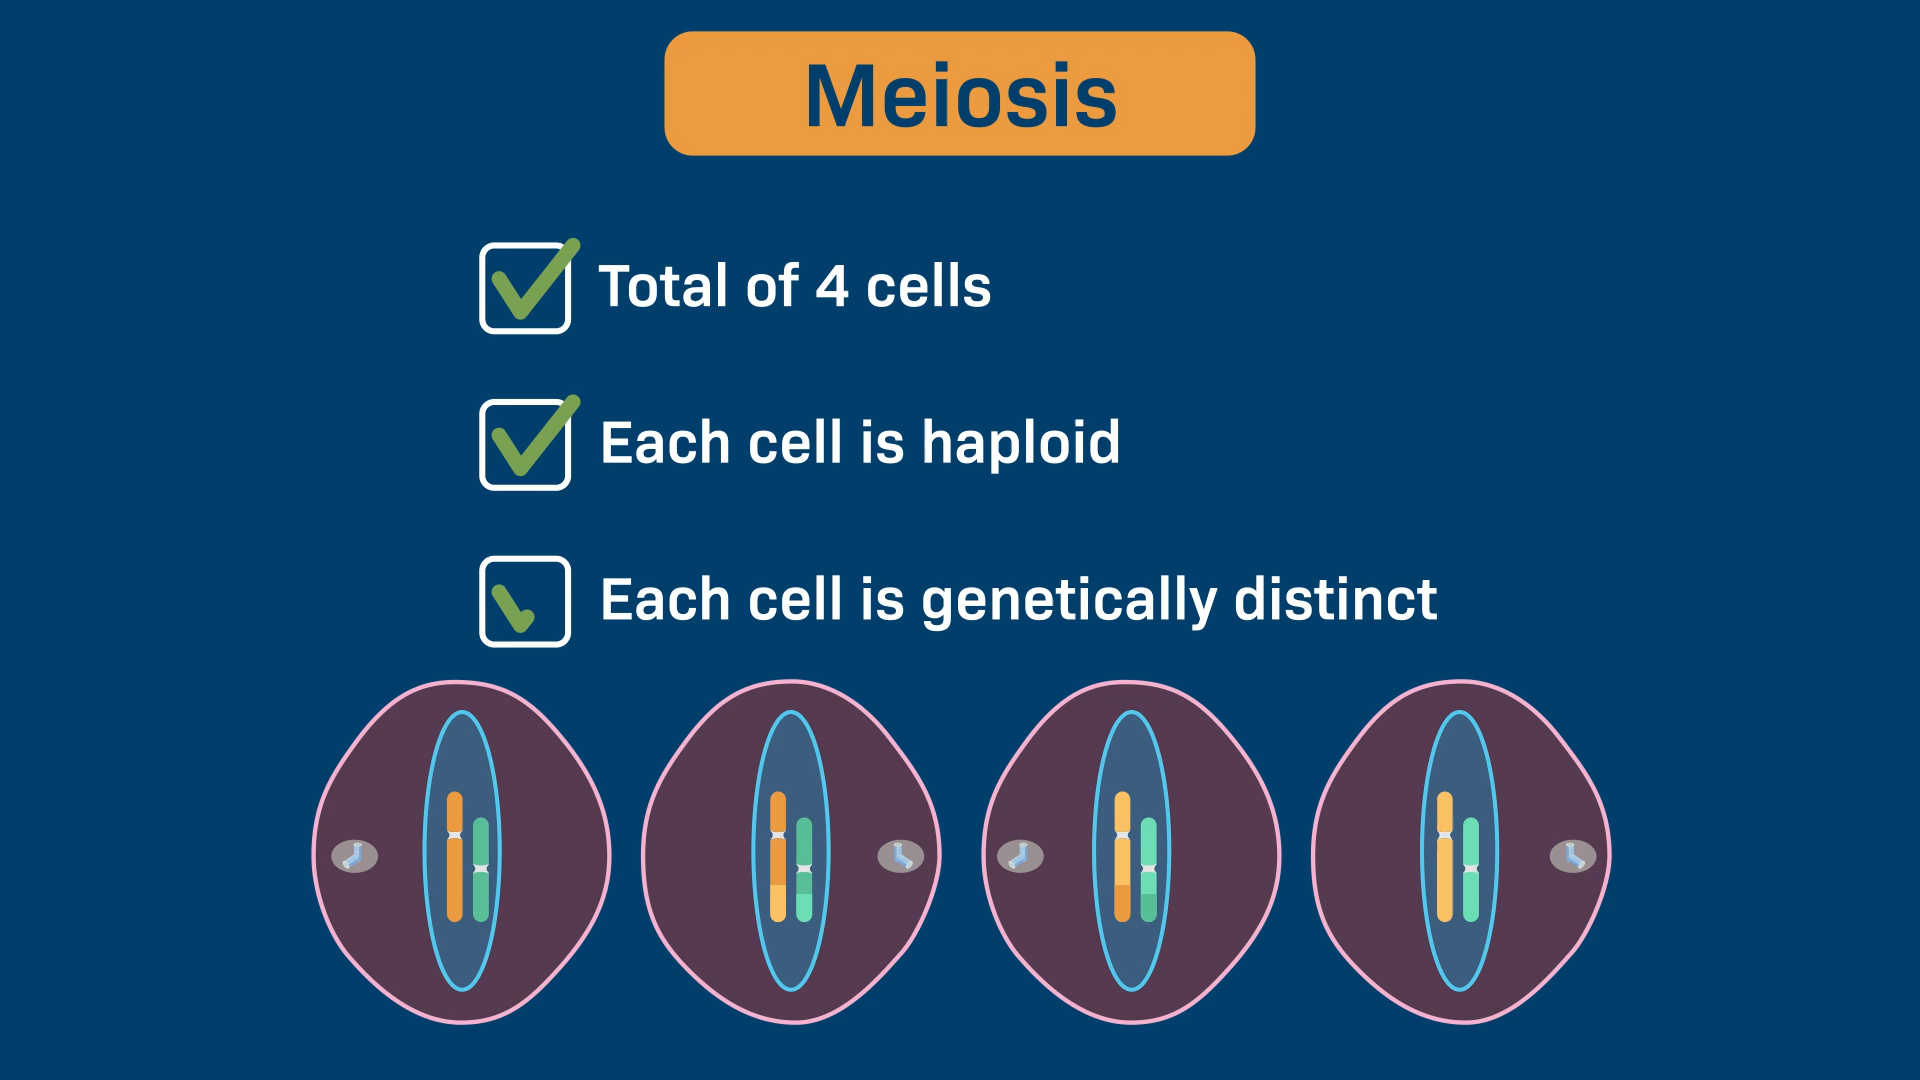 Meiosis
Total of 4 cells
Each cell is haploid
Each cell is genetically distinct